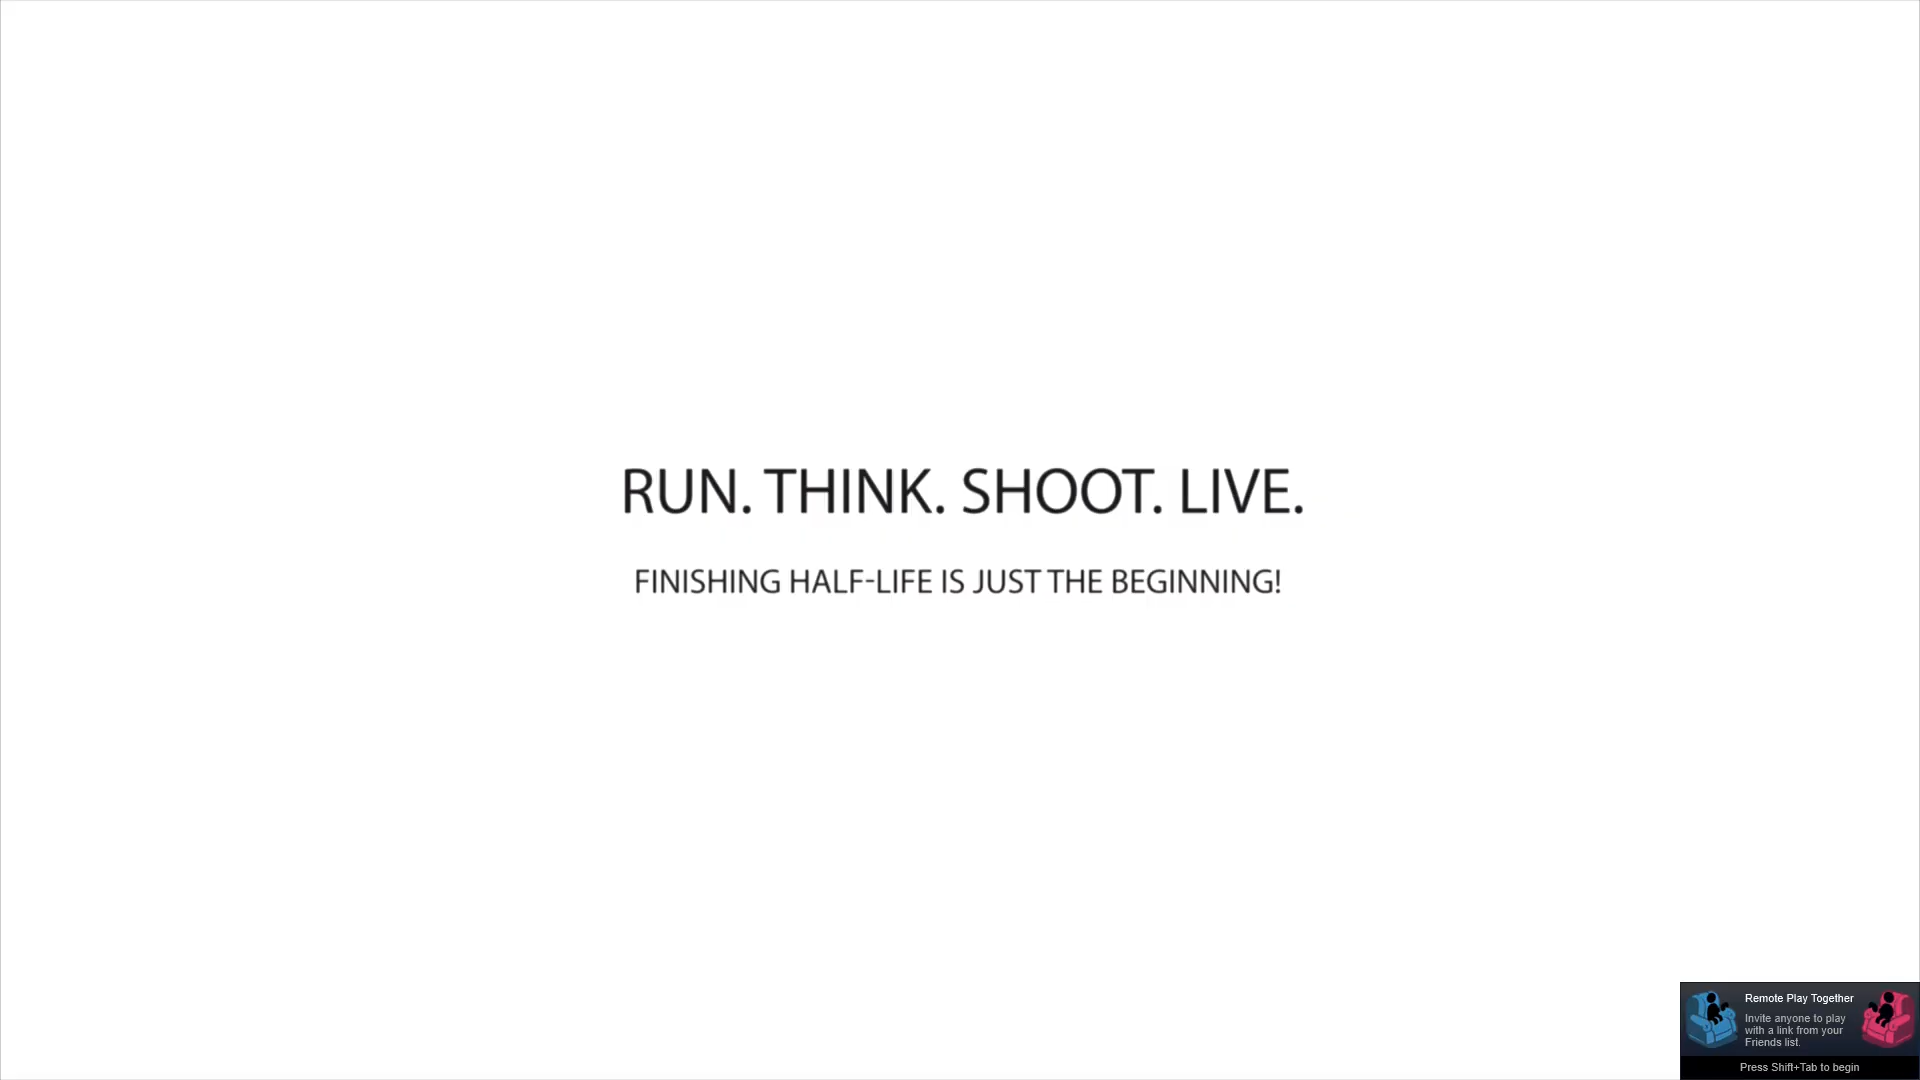 RUN. THINK. SHOOT. LIVE.
FINISHING HALF-LIFE IS JUST THE BEGINNING!
Remote Play Together
Invite anyone to play
with a link from your
Friends list.
Press Shift+Tab to begin